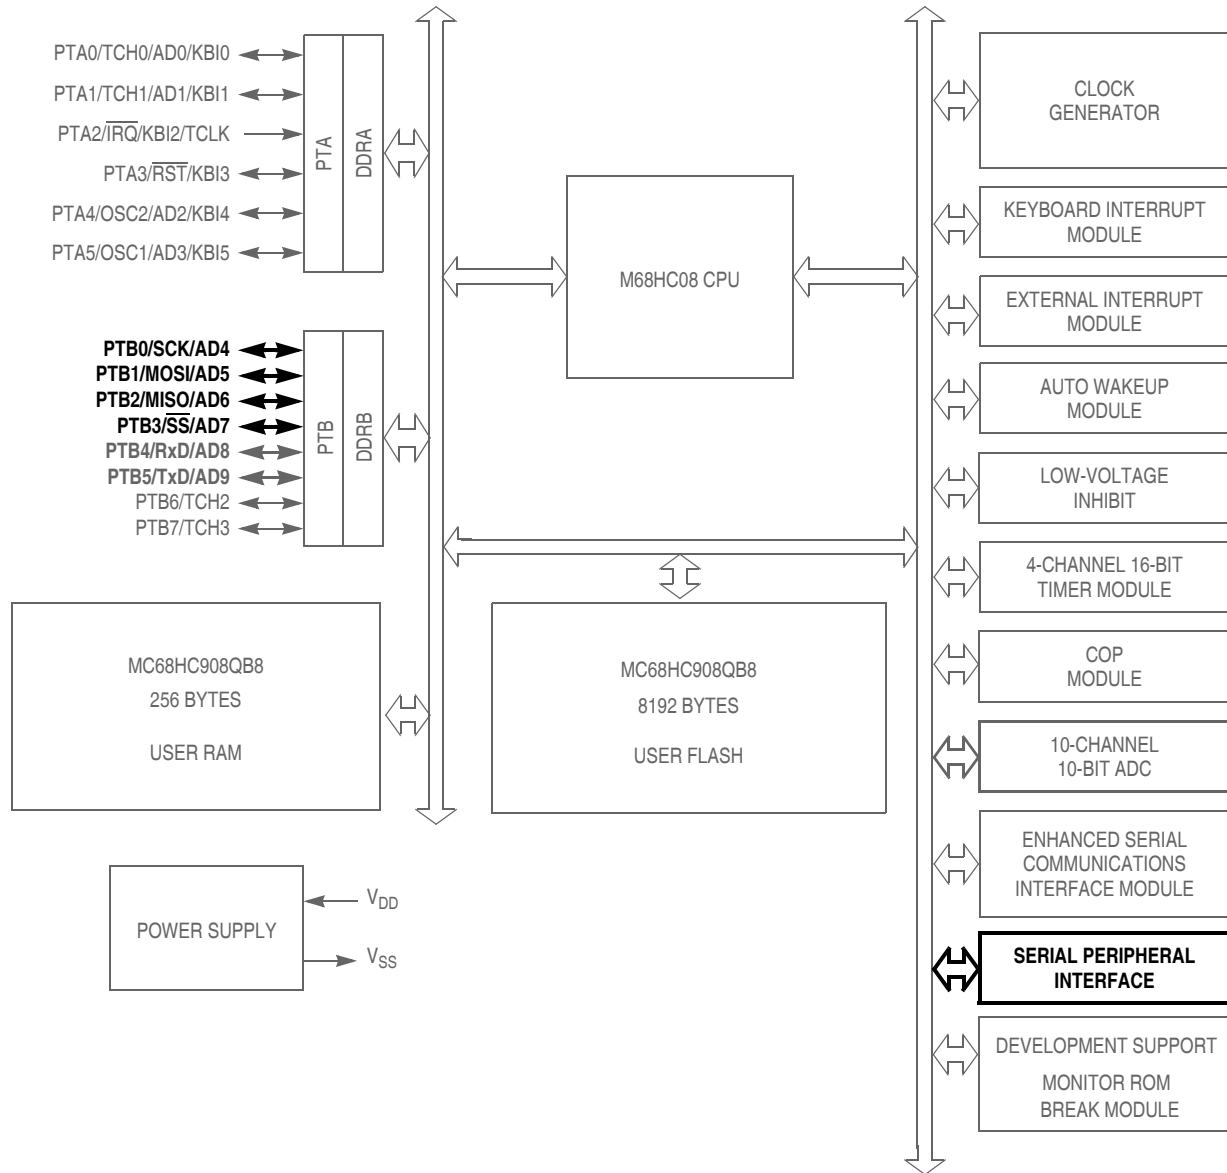 PTA0/TCH0/AD0/KBI0
PTA1/TCH1/AD1/KBI1
PTA2/I̅R̅Q̅/KBI2/TCLK
PTA3/R̅S̅T̅/KBI3
PTA4/OSC2/AD2/KBI4
PTA5/OSC1/AD3/KBI5
PTA
DDRA
PTB0/SCK/AD4
PTB1/MOSI/AD5
PTB2/MISO/AD6
PTB3/S̅S̅/AD7
PTB4/RxD/AD8
PTB5/TxD/AD9
PTB6/TCH2
PTB7/TCH3
PTB
DDRB
M68HC08 CPU
MC68HC908QB8
256 BYTES
USER RAM
MC68HC908QB8
8192 BYTES
USER FLASH
POWER SUPPLY
VDD
VSS
CLOCK
GENERATOR
KEYBOARD INTERRUPT
MODULE
EXTERNAL INTERRUPT
MODULE
AUTO WAKEUP
MODULE
LOW-VOLTAGE
INHIBIT
4-CHANNEL 16-BIT
TIMER MODULE
COP
MODULE
10-CHANNEL
10-BIT ADC
ENHANCED SERIAL
COMMUNICATIONS
INTERFACE MODULE
SERIAL PERIPHERAL
INTERFACE
DEVELOPMENT SUPPORT
MONITOR ROM
BREAK MODULE